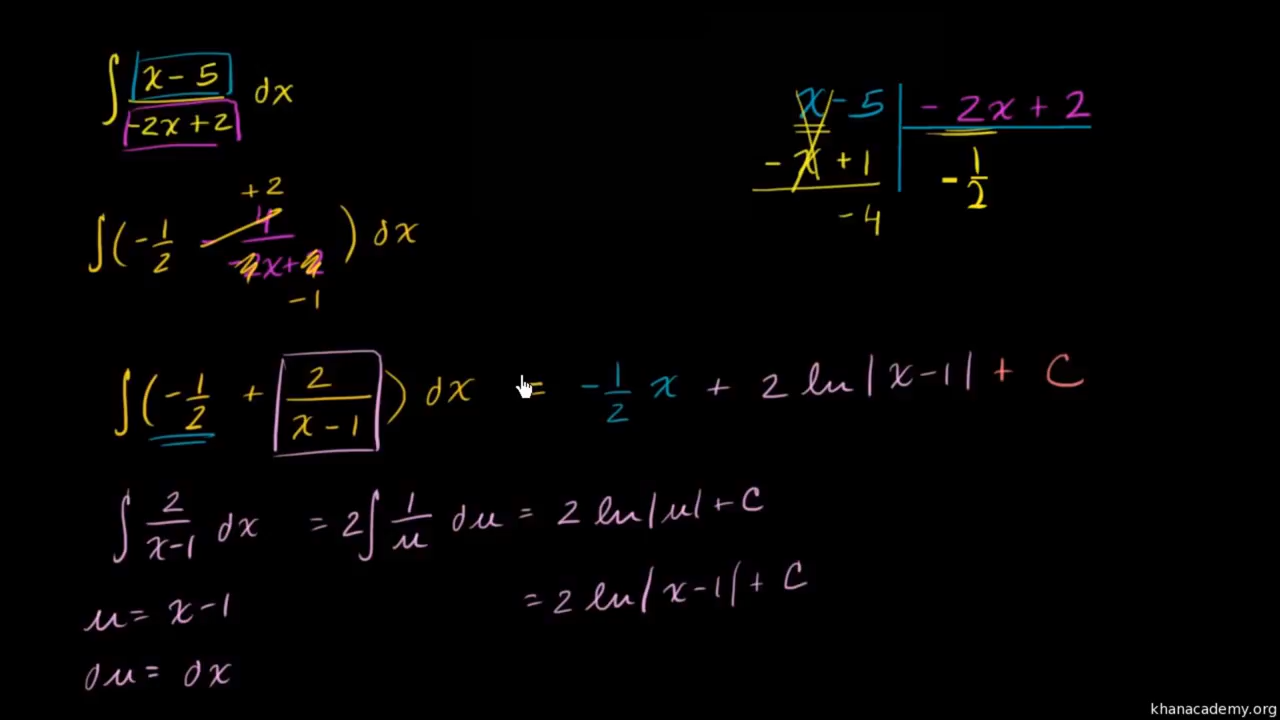 ∫ (x - 5)/(-2x + 2) dx
x - 5 | -2x + 2
- x + 1 | -1/2
-4
+2
∫(-1/2 - 4/(-2x+2)) dx
-1
∫(-1/2 + 2/(x-1)) dx = -1/2 x + 2 ln|x-1| + C
∫ 2/(x-1) dx = 2∫ 1/u du = 2 ln|u| + C
u = x-1
= 2 ln|x-1| + C
du = dx
khanacademy.org